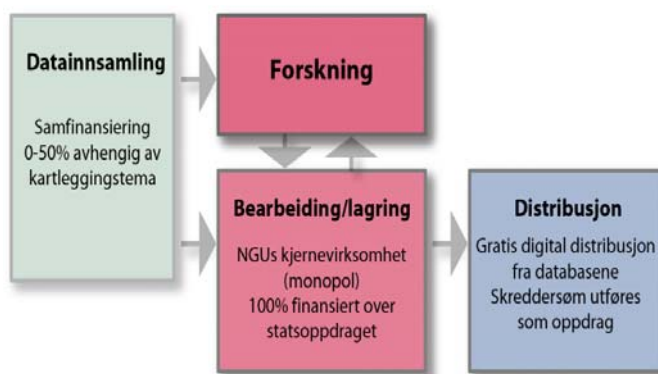 Datainnsamling
Samfinansiering
0-50% avhengig av
kartleggingstema
Forskning
Bearbeiding/lagring
NGUs kjernevirksomhet
(monopol)
100% finansiert over
statsoppdraget
Distribusjon
Gratis digital distribusjon
fra databasene
Skreddersøm utføres
som oppdrag